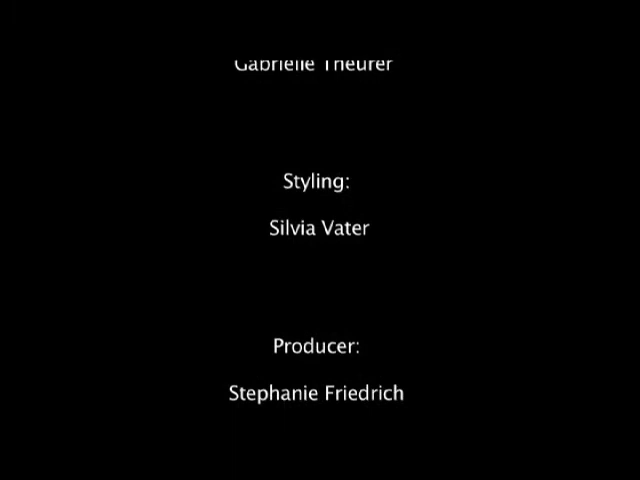 Gabrielle Theurer
Styling:
Silvia Vater
Producer:
Stephanie Friedrich